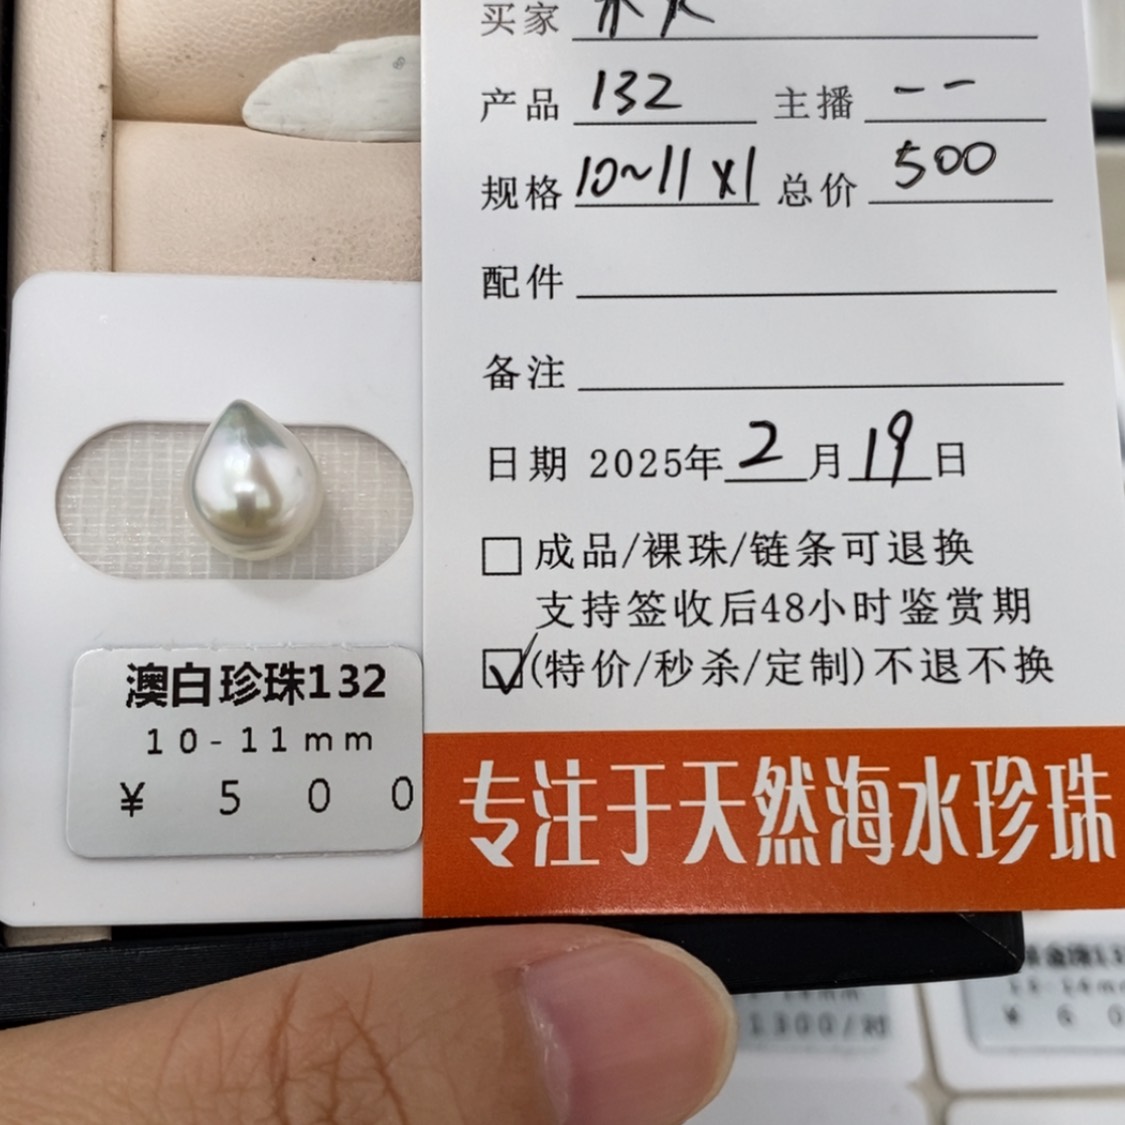 买家
产品 132 主播 --
规格 10~11 x1 总价 500
配件
备注
日期 2025年 2 月 19 日
成品/裸珠/链条可退换
支持签收后48小时鉴赏期
☑(特价/秒杀/定制)不退不换
专注于天然海水珍珠
澳白珍珠132
10-11mm
¥ 500
1300/对
¥ 6 0